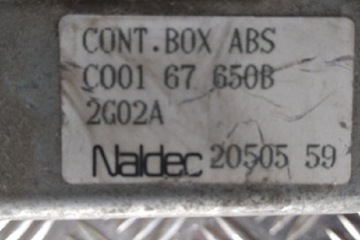 CONT.BOX ABS
C001 67 650B
2G02A
Naldec 20505 59